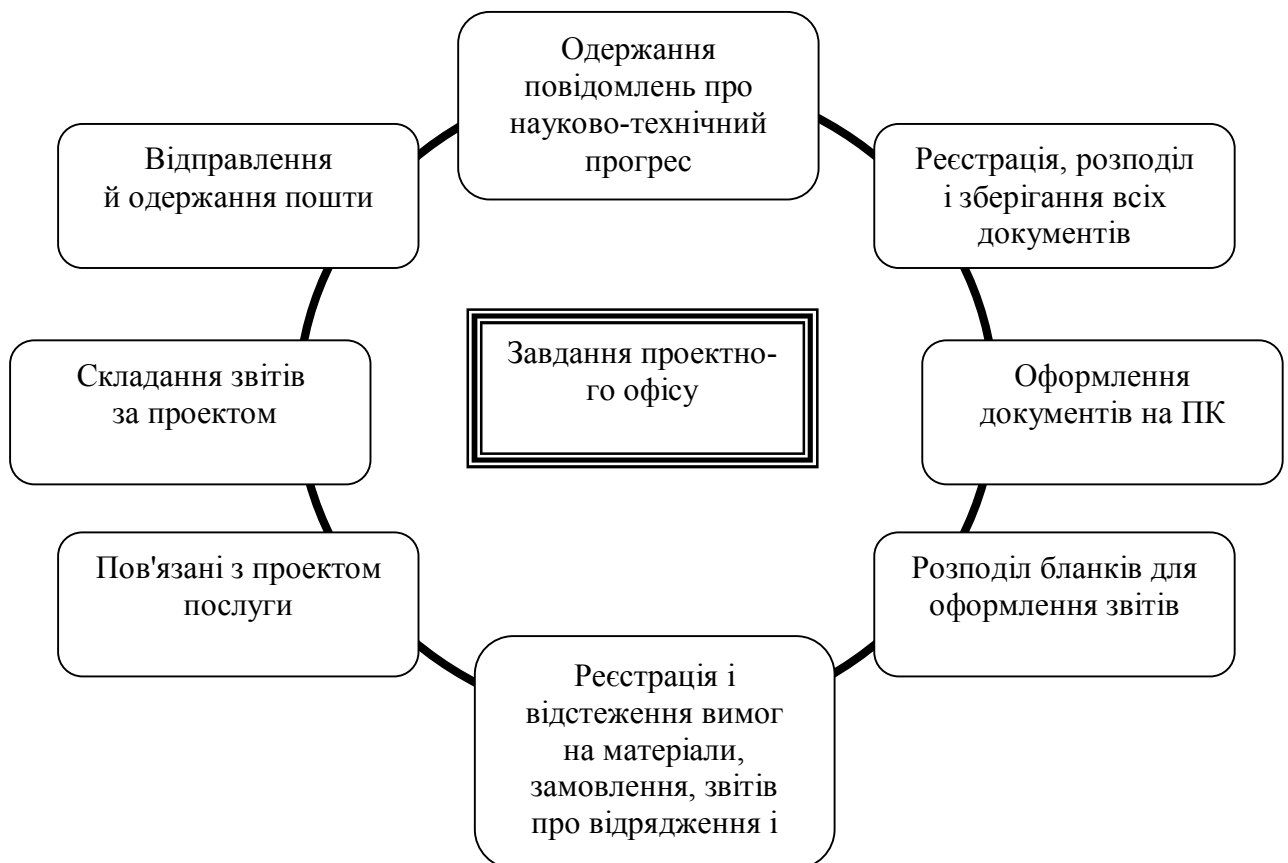 Одержання
повідомлень про
науково-технічний
прогрес
Відправлення
й одержання пошти
Реєстрація, розподіл
і зберігання всіх
документів
Завдання проектно-
го офісу
Складання звітів
за проектом
Оформлення
документів на ПК
Пов'язані з проектом
послуги
Розподіл бланків для
оформлення звітів
Реєстрація і
відстеження вимог
на матеріали,
замовлення, звітів
про відрядження і